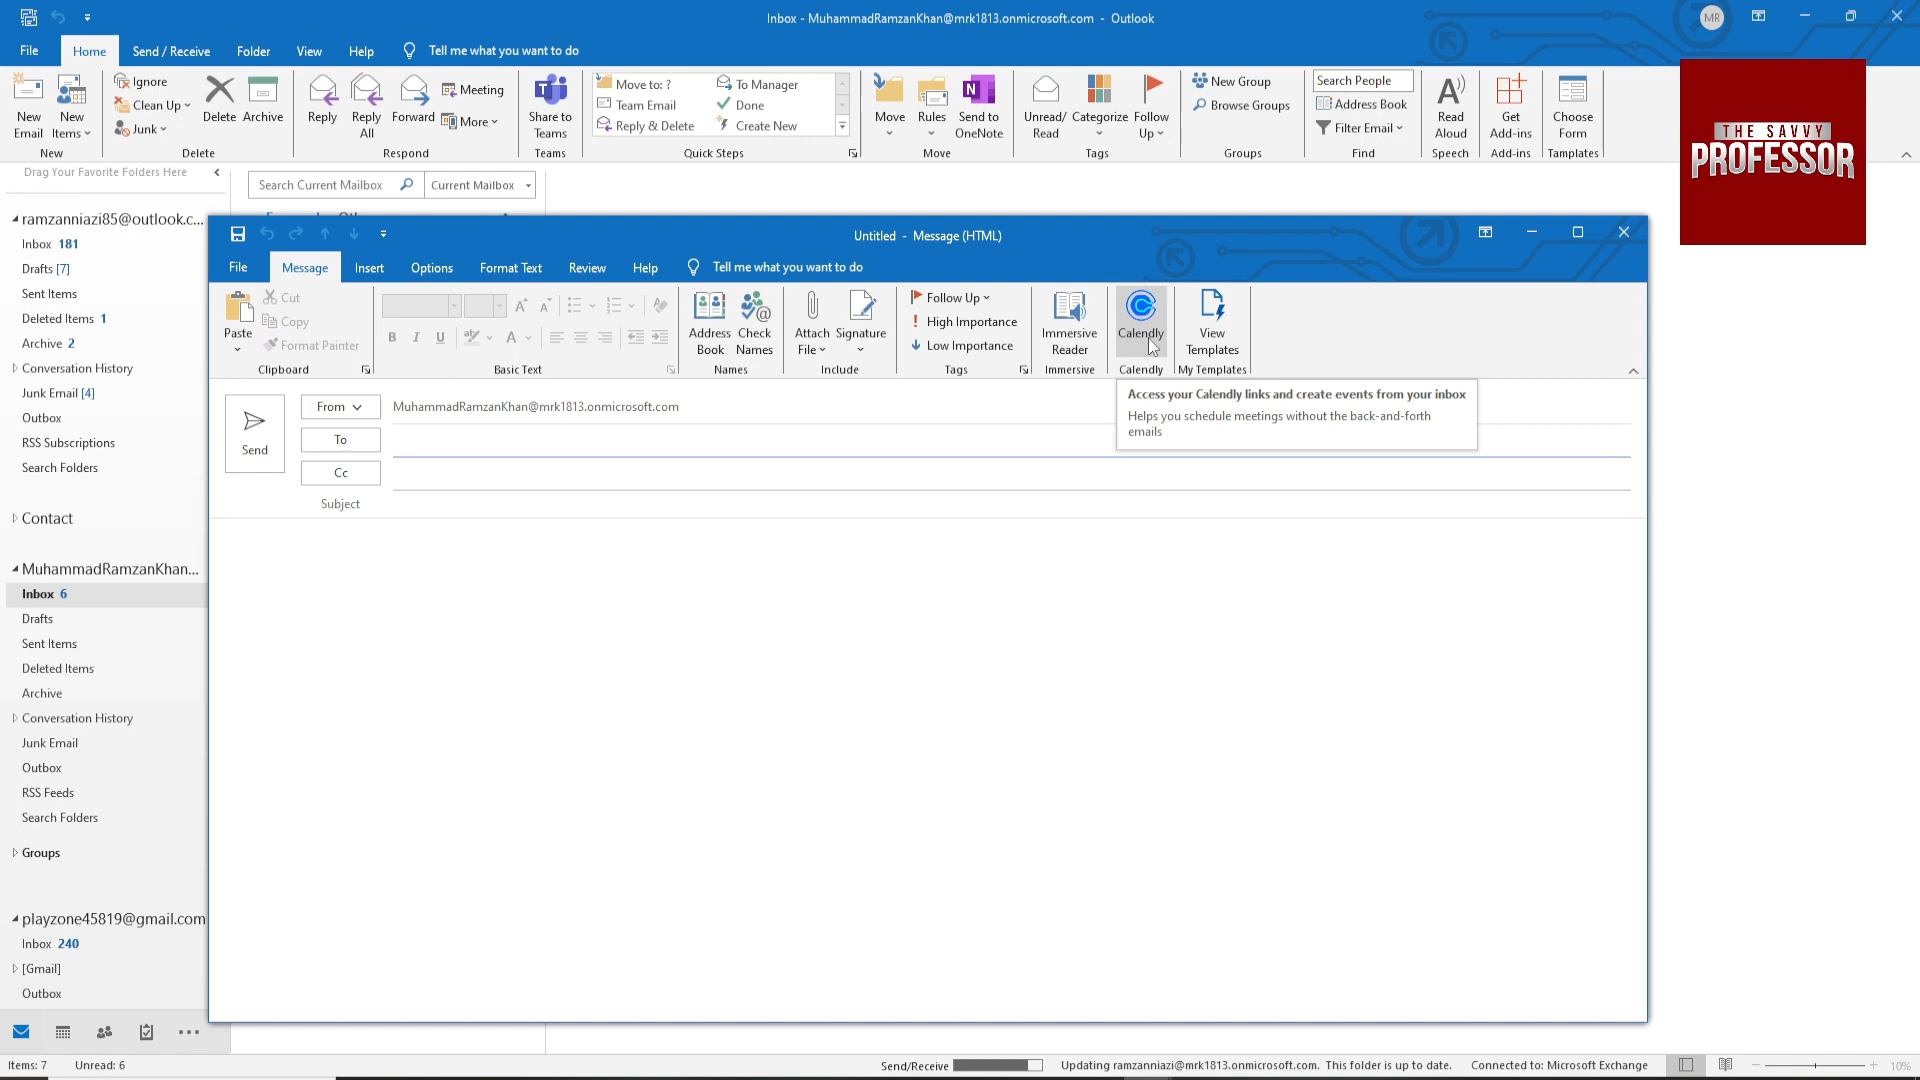 Inbox - MuhammadRamzanKhan@mrk1813.onmicrosoft.com - Outlook
MR
File Home Send / Receive Folder View Help Tell me what you want to do
New Email
New Items
New
Ignore
Clean Up
Junk
Delete
Archive
Delete
Reply
Reply All
Forward
Meeting
More
Respond
Share to Teams
Teams
Move to: ?
Team Email
Reply & Delete
To Manager
Done
Create New
Quick Steps
Move
Rules
Send to OneNote
Move
Unread/ Read
Categorize
Follow Up
Tags
New Group
Browse Groups
Groups
Search People
Address Book
Filter Email
Find
Read Aloud
Speech
Get Add-ins
Add-ins
Choose Form
Templates
THE SAVVY
PROFESSOR
Drag Your Favorite Folders Here
Search Current Mailbox
Current Mailbox
ramzanniazi85@outlook.c...
Inbox 181
Drafts [7]
Sent Items
Deleted Items 1
Archive 2
Conversation History
Junk Email [4]
Outbox
RSS Subscriptions
Search Folders
Contact
MuhammadRamzanKhan...
Inbox 6
Drafts
Sent Items
Deleted Items
Archive
Conversation History
Junk Email
Outbox
RSS Feeds
Search Folders
Groups
playzone45819@gmail.com
Inbox 240
[Gmail]
Outbox
Untitled - Message (HTML)
File Message Insert Options Format Text Review Help Tell me what you want to do
Paste
Cut
Copy
Format Painter
Clipboard
B I U
Basic Text
Address Book
Check Names
Names
Attach File
Signature
Include
Follow Up
High Importance
Low Importance
Tags
Immersive Reader
Immersive
Calendly
Calendly
View Templates
My Templates
Access your Calendly links and create events from your inbox
Helps you schedule meetings without the back-and-forth
emails
Send
From
MuhammadRamzanKhan@mrk1813.onmicrosoft.com
To
Cc
Subject
Items: 7 Unread: 6
Send/Receive
Updating ramzanniazi@mrk1813.onmicrosoft.com. This folder is up to date.
Connected to: Microsoft Exchange
10%